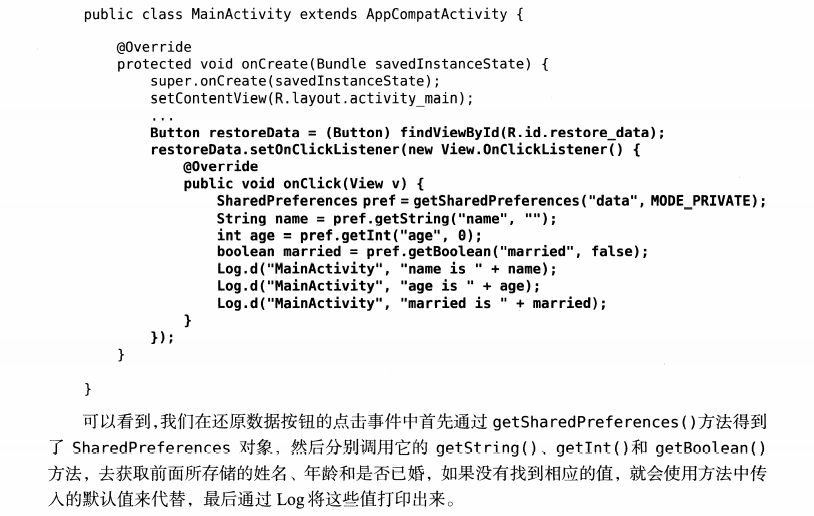 public class MainActivity extends AppCompatActivity {
@Override
protected void onCreate(Bundle savedInstanceState) {
super.onCreate(savedInstanceState);
setContentView(R.layout.activity_main);
...
Button restoreData = (Button) findViewById(R.id.restore_data);
restoreData.setOnClickListener(new View.OnClickListener() {
@Override
public void onClick(View v) {
SharedPreferences pref = getSharedPreferences("data", MODE_PRIVATE);
String name = pref.getString("name", "");
int age = pref.getInt("age", 0);
boolean married = pref.getBoolean("married", false);
Log.d("MainActivity", "name is " + name);
Log.d("MainActivity", "age is " + age);
Log.d("MainActivity", "married is " + married);
}
});
}
}
可以看到，我们在还原数据按钮的点击事件中首先通过 getSharedPreferences()方法得到
了 SharedPreferences 对象，然后分别调用它的 getString()、getInt()和 getBoolean()
方法，去获取前面所存储的姓名、年龄和是否已婚，如果没有找到相应的值，就会使用方法中传
入的默认值来代替，最后通过 Log 将这些值打印出来。